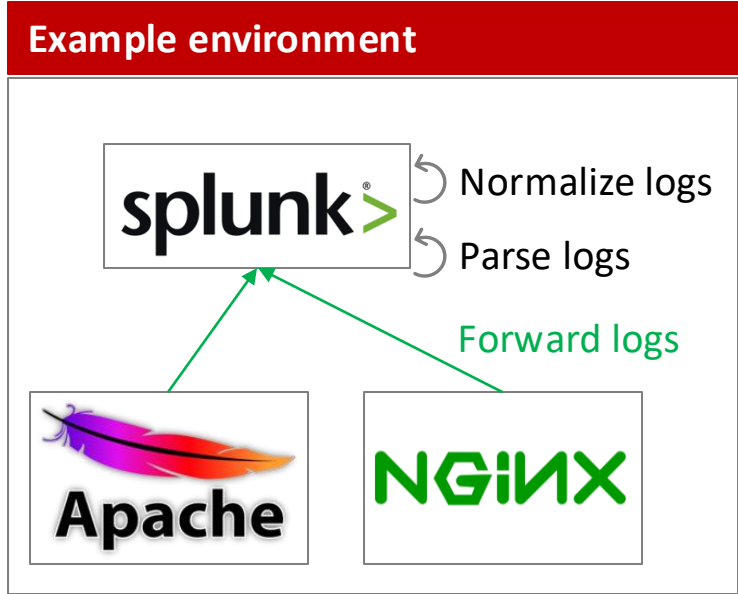 Example environment
splunk®>
Normalize logs
Parse logs
Forward logs
Apache
NGINX